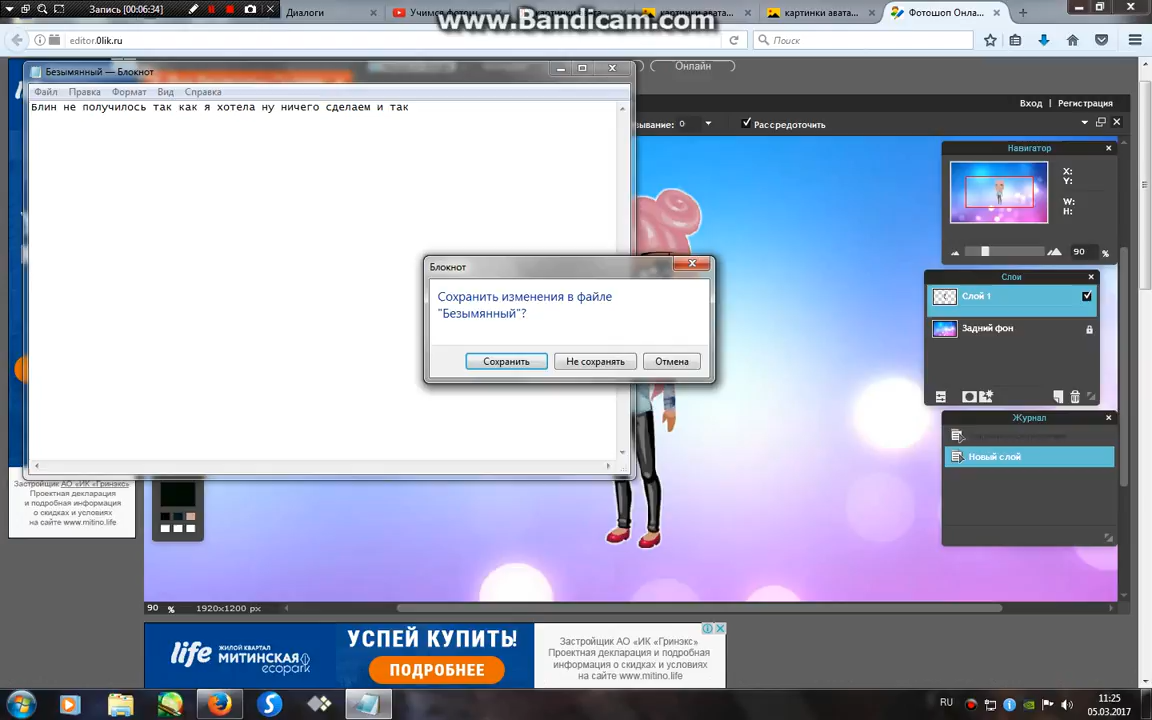 Запись [00:06:34]
Диалоги
Учимся фотош
картинки авата...
картинки авата...
Фотошоп Онла...
www.Bandicam.com
editor.0lik.ru
Поиск
Безымянный — Блокнот
Онлайн
Файл Правка Формат Вид Справка
Вход Регистрация
Блин не получилось так как я хотела ну ничего сделаем и так
0
Рассредоточить
Навигатор
X:
Y:
W:
H:
90 %
Блокнот
Сохранить изменения в файле
"Безымянный"?
Сохранить Не сохранять Отмена
Слои
Слой 1
Задний фон
Журнал
Новый слой
Застройщик АО «ИК «Гринэкс»
Проектная декларация
и подробная информация
о скидках и условиях
на сайте www.mitino.life
90 % 1920x1200 px
life
ЖИЛОЙ КВАРТАЛ
МИТИНСКАЯ
ecopark
УСПЕЙ КУПИТЬ!
ПОДРОБНЕЕ
Застройщик АО «ИК «Гринэкс»
Проектная декларация и подробная
информация о скидках и условиях
на сайте www.mitino.life
RU
11:25
05.03.2017